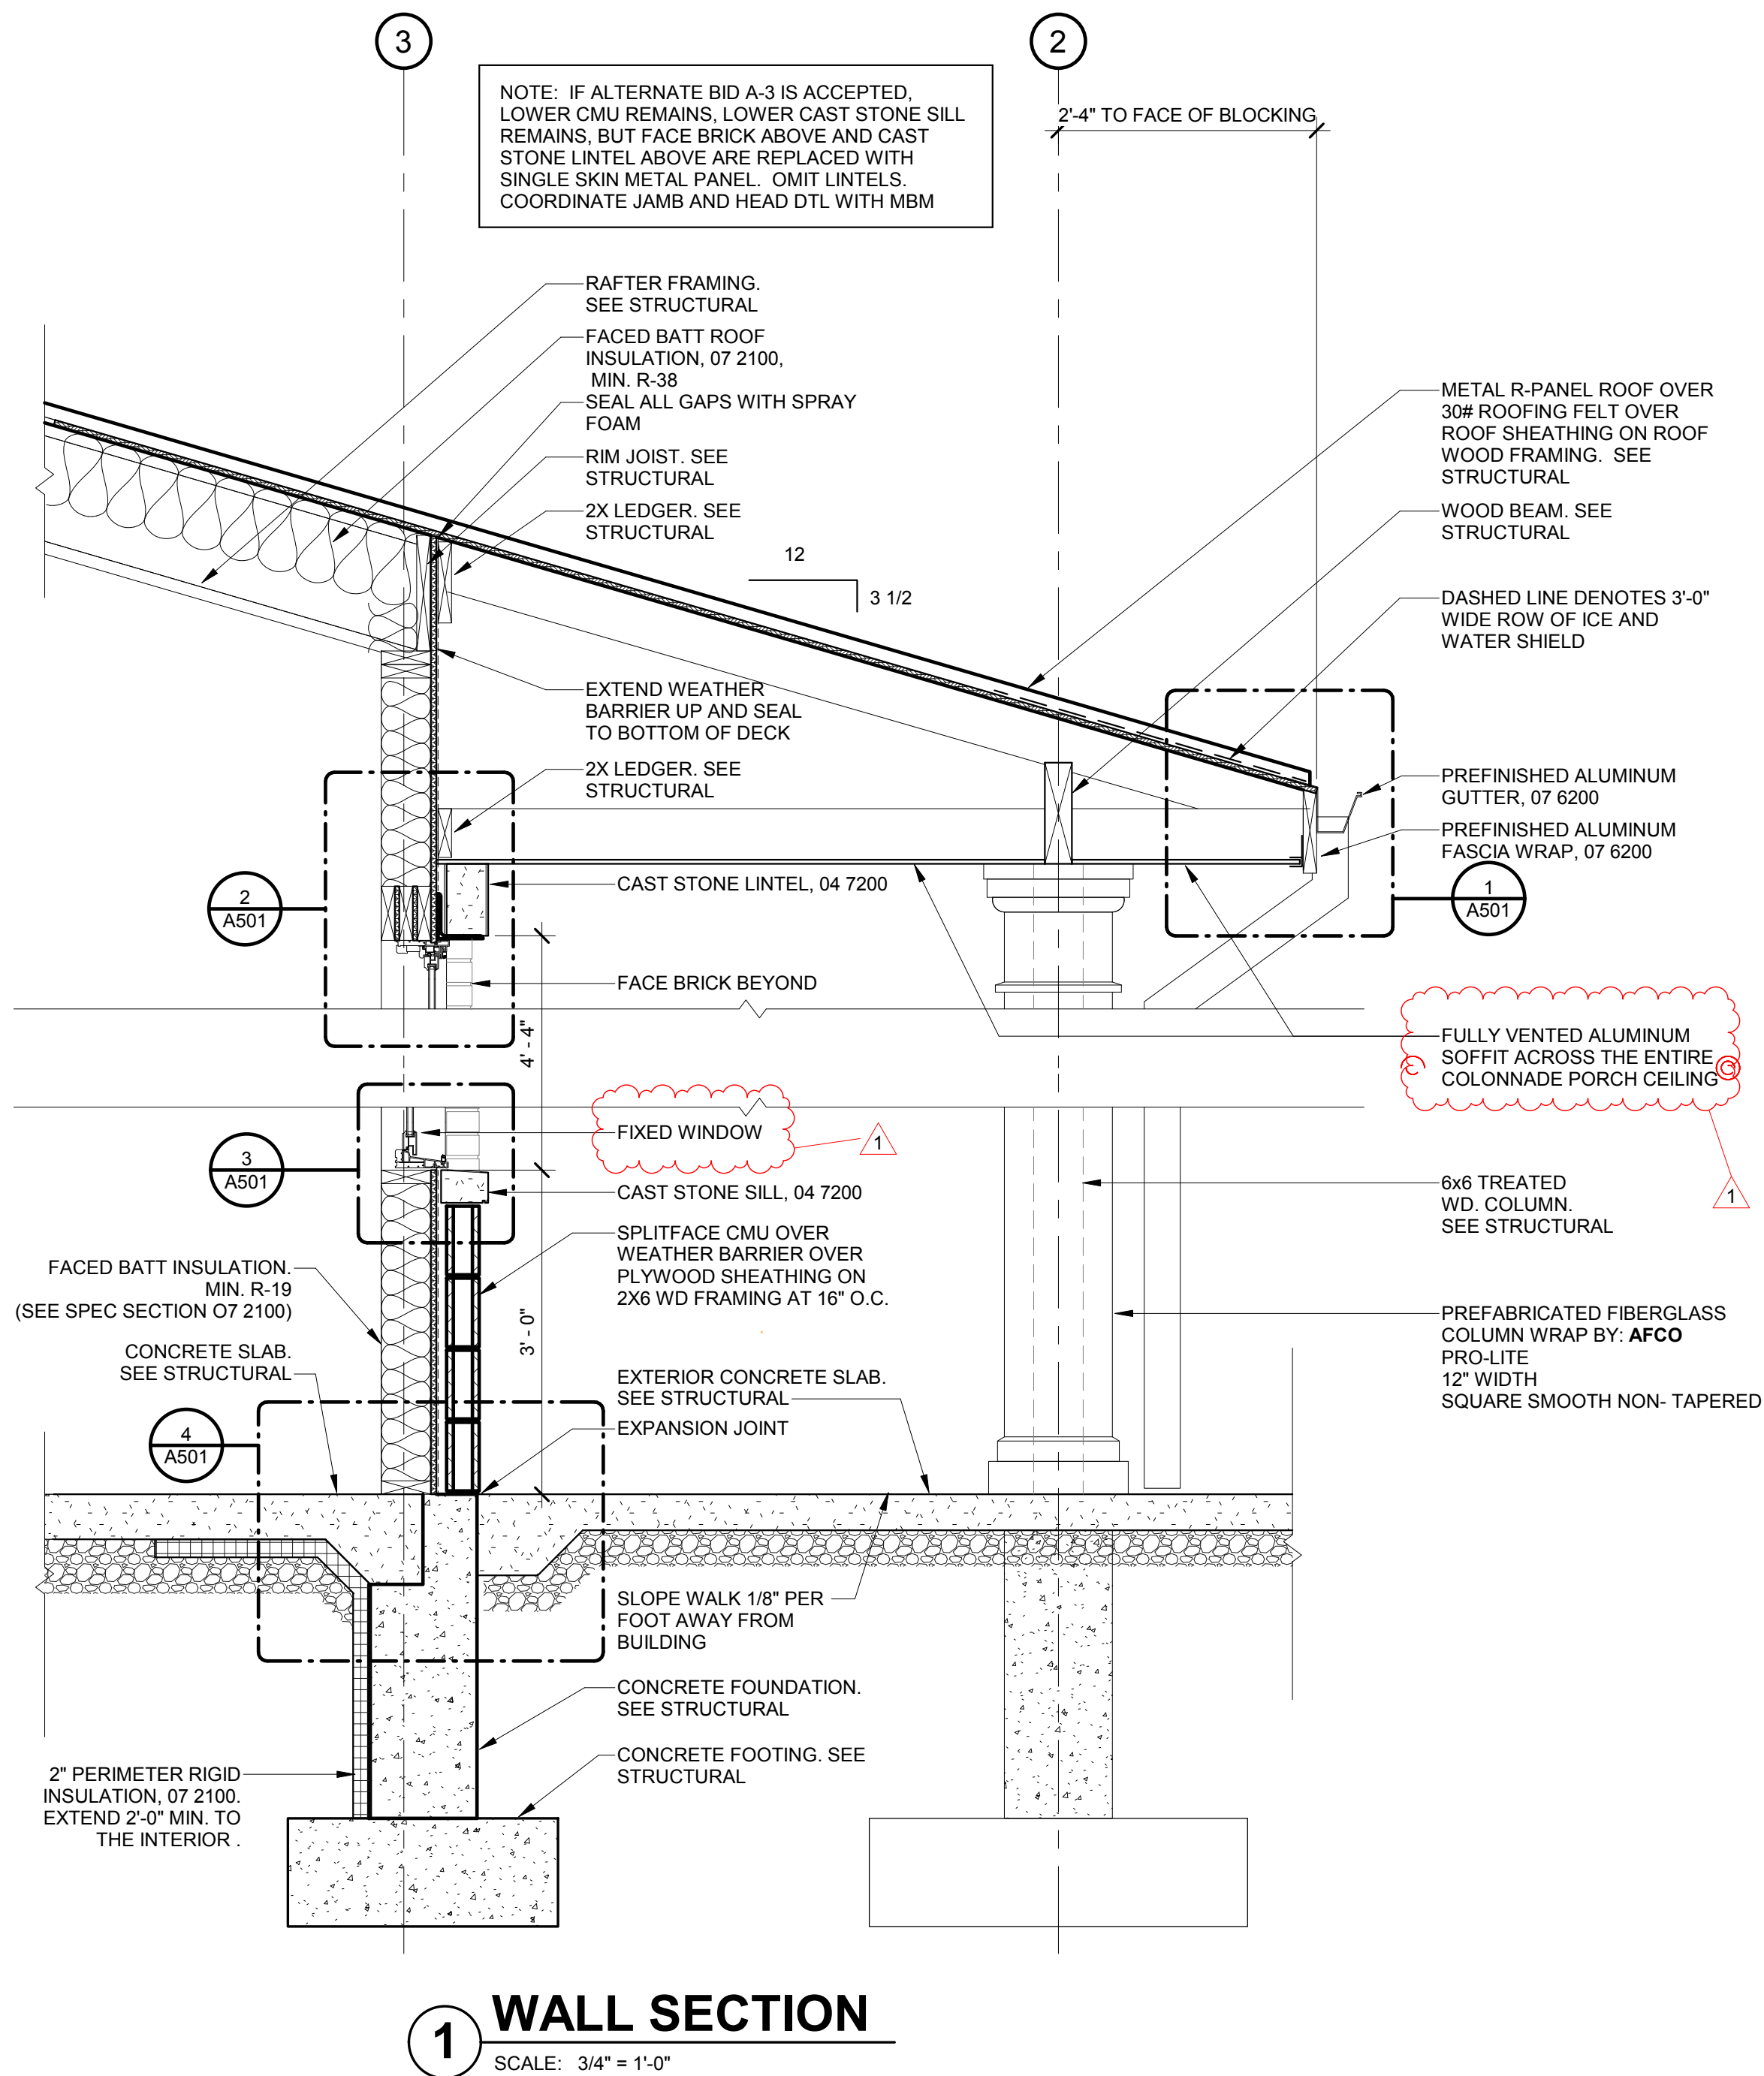 3
2
NOTE: IF ALTERNATE BID A-3 IS ACCEPTED,
LOWER CMU REMAINS, LOWER CAST STONE SILL
REMAINS, BUT FACE BRICK ABOVE AND CAST
STONE LINTEL ABOVE ARE REPLACED WITH
SINGLE SKIN METAL PANEL. OMIT LINTELS.
COORDINATE JAMB AND HEAD DTL WITH MBM
2'-4" TO FACE OF BLOCKING
RAFTER FRAMING.
SEE STRUCTURAL
FACED BATT ROOF
INSULATION, 07 2100,
MIN. R-38
SEAL ALL GAPS WITH SPRAY
FOAM
RIM JOIST. SEE
STRUCTURAL
2X LEDGER. SEE
STRUCTURAL
12
3 1/2
METAL R-PANEL ROOF OVER
30# ROOFING FELT OVER
ROOF SHEATHING ON ROOF
WOOD FRAMING. SEE
STRUCTURAL
WOOD BEAM. SEE
STRUCTURAL
DASHED LINE DENOTES 3'-0"
WIDE ROW OF ICE AND
WATER SHIELD
EXTEND WEATHER
BARRIER UP AND SEAL
TO BOTTOM OF DECK
2X LEDGER. SEE
STRUCTURAL
PREFINISHED ALUMINUM
GUTTER, 07 6200
PREFINISHED ALUMINUM
FASCIA WRAP, 07 6200
2
A501
CAST STONE LINTEL, 04 7200
1
A501
FACE BRICK BEYOND
4' - 4"
FULLY VENTED ALUMINUM
SOFFIT ACROSS THE ENTIRE
COLONNADE PORCH CEILING
1
FIXED WINDOW
1
3
A501
CAST STONE SILL, 04 7200
6x6 TREATED
WD. COLUMN.
SEE STRUCTURAL
SPLITFACE CMU OVER
WEATHER BARRIER OVER
PLYWOOD SHEATHING ON
2X6 WD FRAMING AT 16" O.C.
FACED BATT INSULATION.
MIN. R-19
(SEE SPEC SECTION O7 2100)
3' - 0"
PREFABRICATED FIBERGLASS
COLUMN WRAP BY: AFCO
PRO-LITE
12" WIDTH
SQUARE SMOOTH NON- TAPERED
CONCRETE SLAB.
SEE STRUCTURAL
EXTERIOR CONCRETE SLAB.
SEE STRUCTURAL
EXPANSION JOINT
4
A501
SLOPE WALK 1/8" PER
FOOT AWAY FROM
BUILDING
CONCRETE FOUNDATION.
SEE STRUCTURAL
CONCRETE FOOTING. SEE
STRUCTURAL
2" PERIMETER RIGID
INSULATION, 07 2100.
EXTEND 2'-0" MIN. TO
THE INTERIOR .
1
WALL SECTION
SCALE: 3/4" = 1'-0"